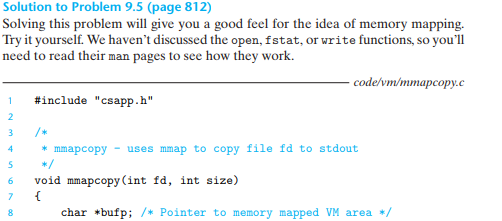 Solution to Problem 9.5 (page 812)
Solving this problem will give you a good feel for the idea of memory mapping.
Try it yourself. We haven't discussed the open, fstat, or write functions, so you'll
need to read their man pages to see how they work.
code/vm/mmapcopy.c
1 #include "csapp.h"
2
3 /*
4 * mmapcopy - uses mmap to copy file fd to stdout
5 */
6 void mmapcopy(int fd, int size)
7 {
8 char *bufp; /* Pointer to memory mapped VM area */